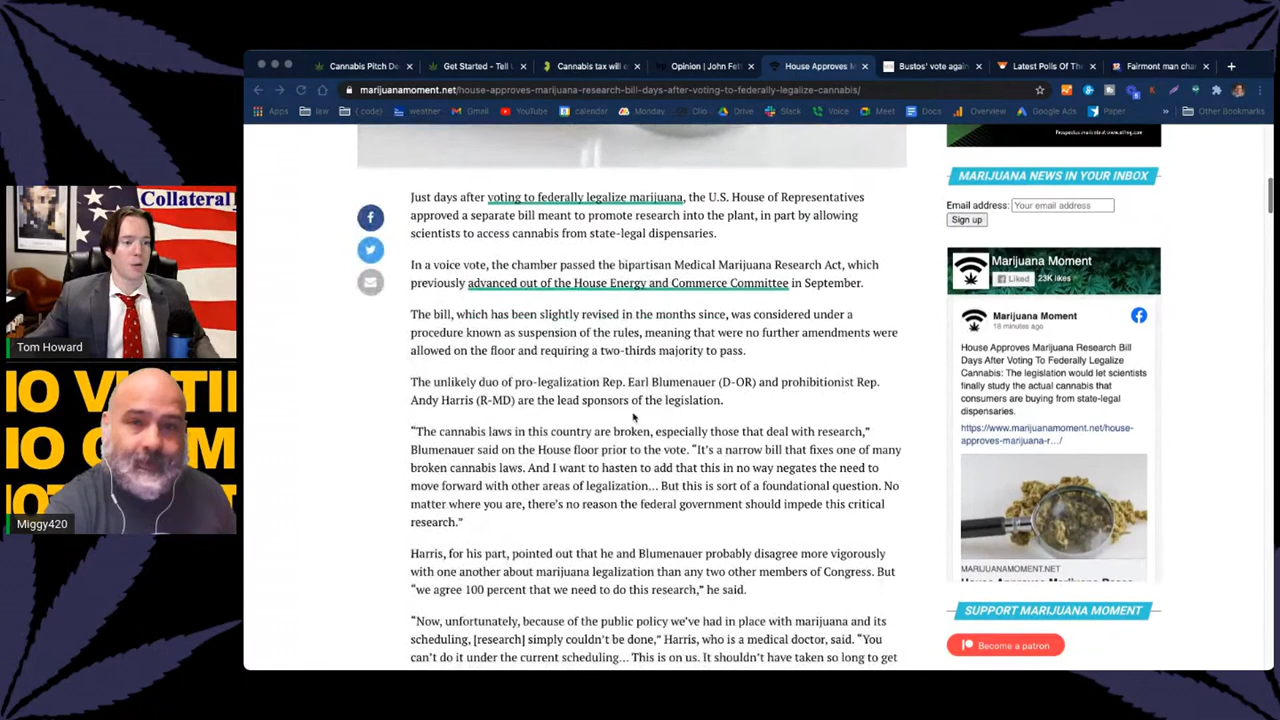 Cannabis Pitch De
Get Started - Tell
Cannabis tax will
Opinion | John Fet
House Approves M
Bustos' vote again
Latest Polls Of The
Fairmont man cha
marijuanamoment.net/house-approves-marijuana-research-bill-days-after-voting-to-federally-legalize-cannabis/
Apps
law
{ code}
weather
Gmail
YouTube
calendar
Monday
Clio
Drive
Slack
Voice
Meet
Docs
Overview
Google Ads
Paper
»
Other Bookmarks
Just days after voting to federally legalize marijuana, the U.S. House of Representatives
approved a separate bill meant to promote research into the plant, in part by allowing
scientists to access cannabis from state-legal dispensaries.
In a voice vote, the chamber passed the bipartisan Medical Marijuana Research Act, which
previously advanced out of the House Energy and Commerce Committee in September.
The bill, which has been slightly revised in the months since, was considered under a
procedure known as suspension of the rules, meaning that were no further amendments were
allowed on the floor and requiring a two-thirds majority to pass.
The unlikely duo of pro-legalization Rep. Earl Blumenauer (D-OR) and prohibitionist Rep.
Andy Harris (R-MD) are the lead sponsors of the legislation.
“The cannabis laws in this country are broken, especially those that deal with research,”
Blumenauer said on the House floor prior to the vote. “It’s a narrow bill that fixes one of many
broken cannabis laws. And I want to hasten to add that this in no way negates the need to
move forward with other areas of legalization… But this is sort of a foundational question. No
matter where you are, there’s no reason the federal government should impede this critical
research.”
Harris, for his part, pointed out that he and Blumenauer probably disagree more vigorously
with one another about marijuana legalization than any two other members of Congress. But
“we agree 100 percent that we need to do this research,” he said.
“Now, unfortunately, because of the public policy we’ve had in place with marijuana and its
scheduling, [research] simply couldn’t be done,” Harris, who is a medical doctor, said. “You
can’t do it under the current scheduling… This is on us. It shouldn’t have taken so long to get
MARIJUANA NEWS IN YOUR INBOX
Email address: Your email address
Sign up
Marijuana Moment
Liked 23K likes
Marijuana Moment
18 minutes ago
House Approves Marijuana Research Bill
Days After Voting To Federally Legalize
Cannabis: The legislation would let scientists
finally study the actual cannabis that
consumers are buying from state-legal
dispensaries.
https://www.marijuanamoment.net/house-
approves-marijuana-r…/
MARIJUANAMOMENT.NET
SUPPORT MARIJUANA MOMENT
Become a patron
Collateral
Tom Howard
Miggy420